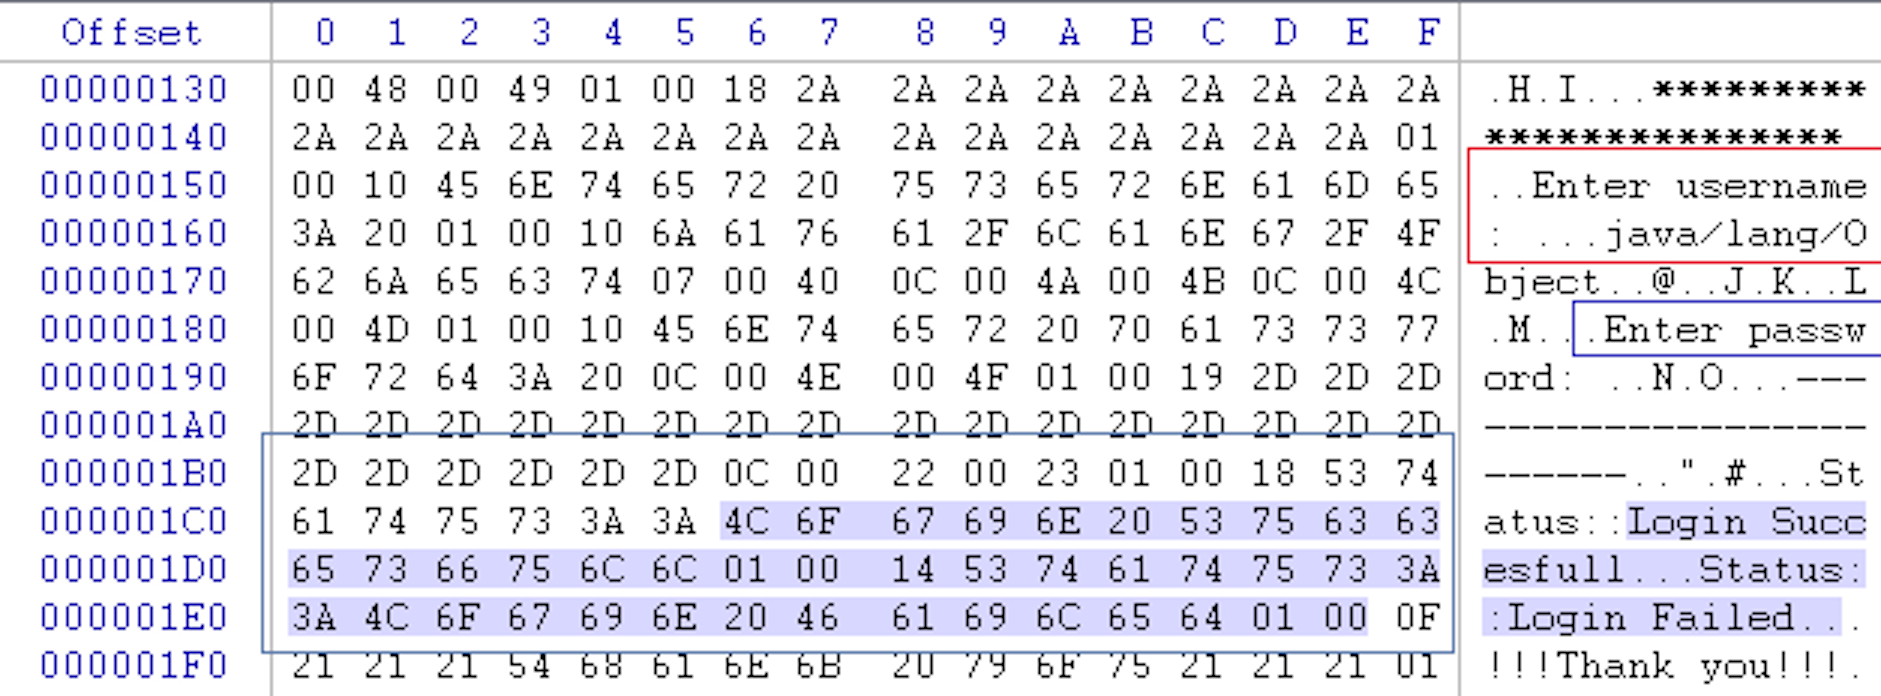 Offset 0 1 2 3 4 5 6 7 8 9 A B C D E F
00000130 00 48 00 49 01 00 18 2A 2A 2A 2A 2A 2A 2A 2A 2A .H.I...*********
00000140 2A 2A 2A 2A 2A 2A 2A 2A 2A 2A 2A 2A 2A 2A 2A 01 ***************
00000150 00 10 45 6E 74 65 72 20 75 73 65 72 6E 61 6D 65 ..Enter username
00000160 3A 20 01 00 10 6A 61 76 61 2F 6C 61 6E 67 2F 4F : ...java/lang/O
00000170 62 6A 65 63 74 07 00 40 0C 00 4A 00 4B 0C 00 4C bject..@..J.K..L
00000180 00 4D 01 00 10 45 6E 74 65 72 20 70 61 73 73 77 .M...Enter passw
00000190 6F 72 64 3A 20 0C 00 4E 00 4F 01 00 19 2D 2D 2D ord: ..N.O...---
000001A0 2D 2D 2D 2D 2D 2D 2D 2D 2D 2D 2D 2D 2D 2D 2D 2D ----------------
000001B0 2D 2D 2D 2D 2D 2D 0C 00 22 00 23 01 00 18 53 74 ------..".#...St
000001C0 61 74 75 73 3A 3A 4C 6F 67 69 6E 20 53 75 63 63 atus::Login Succ
000001D0 65 73 66 75 6C 6C 01 00 14 53 74 61 74 75 73 3A esfull...Status:
000001E0 3A 4C 6F 67 69 6E 20 46 61 69 6C 65 64 01 00 0F :Login Failed...
000001F0 21 21 21 54 68 61 6E 6B 20 79 6F 75 21 21 21 01 !!!Thank you!!!.